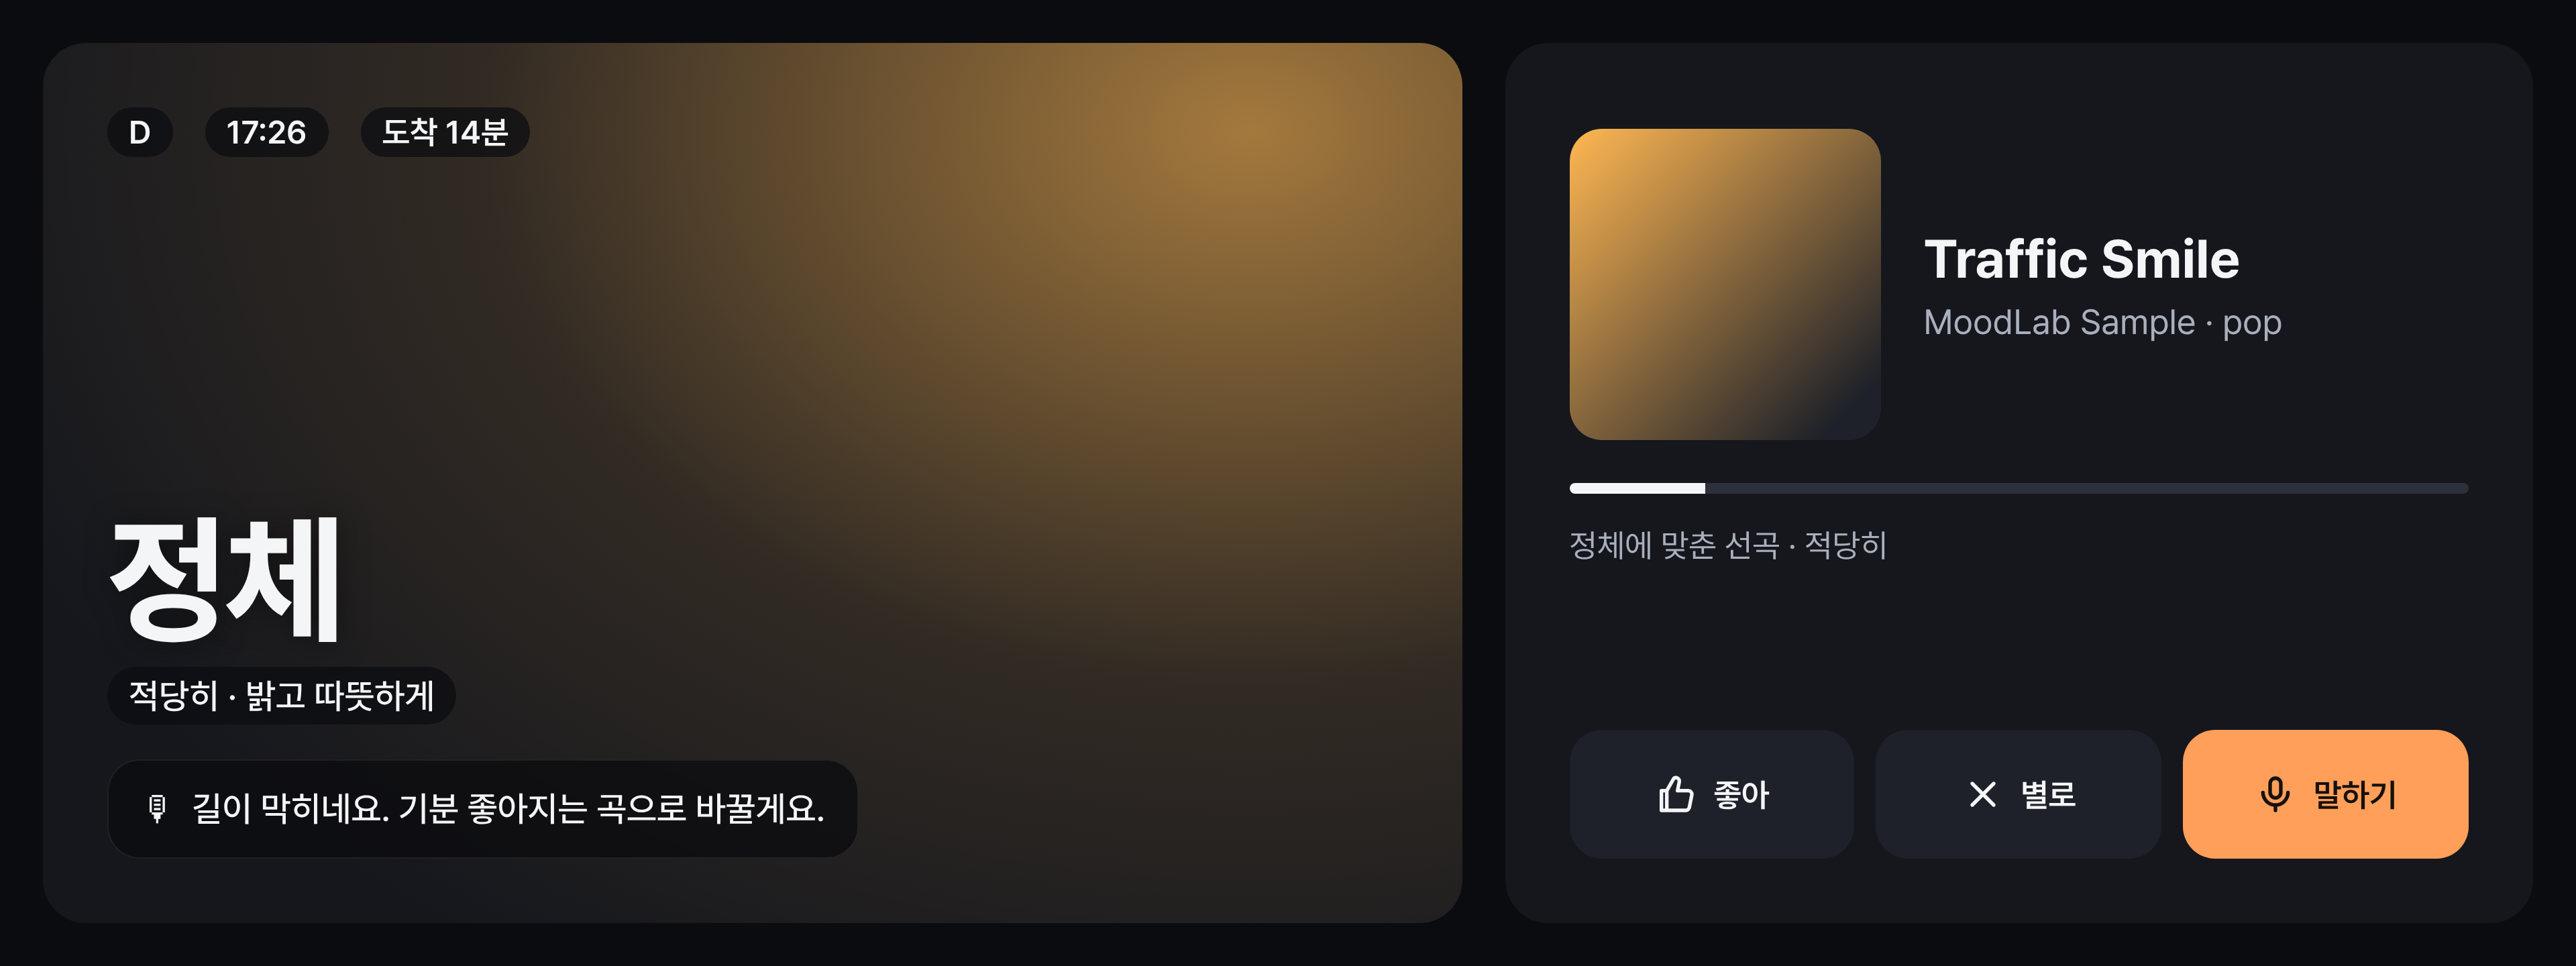 D 17:26 도착 14분
정체
적당히 · 밝고 따뜻하게
길이 막히네요. 기분 좋아지는 곡으로 바꿀게요.
Traffic Smile
MoodLab Sample · pop
정체에 맞춘 선곡 · 적당히
좋아 별로 말하기